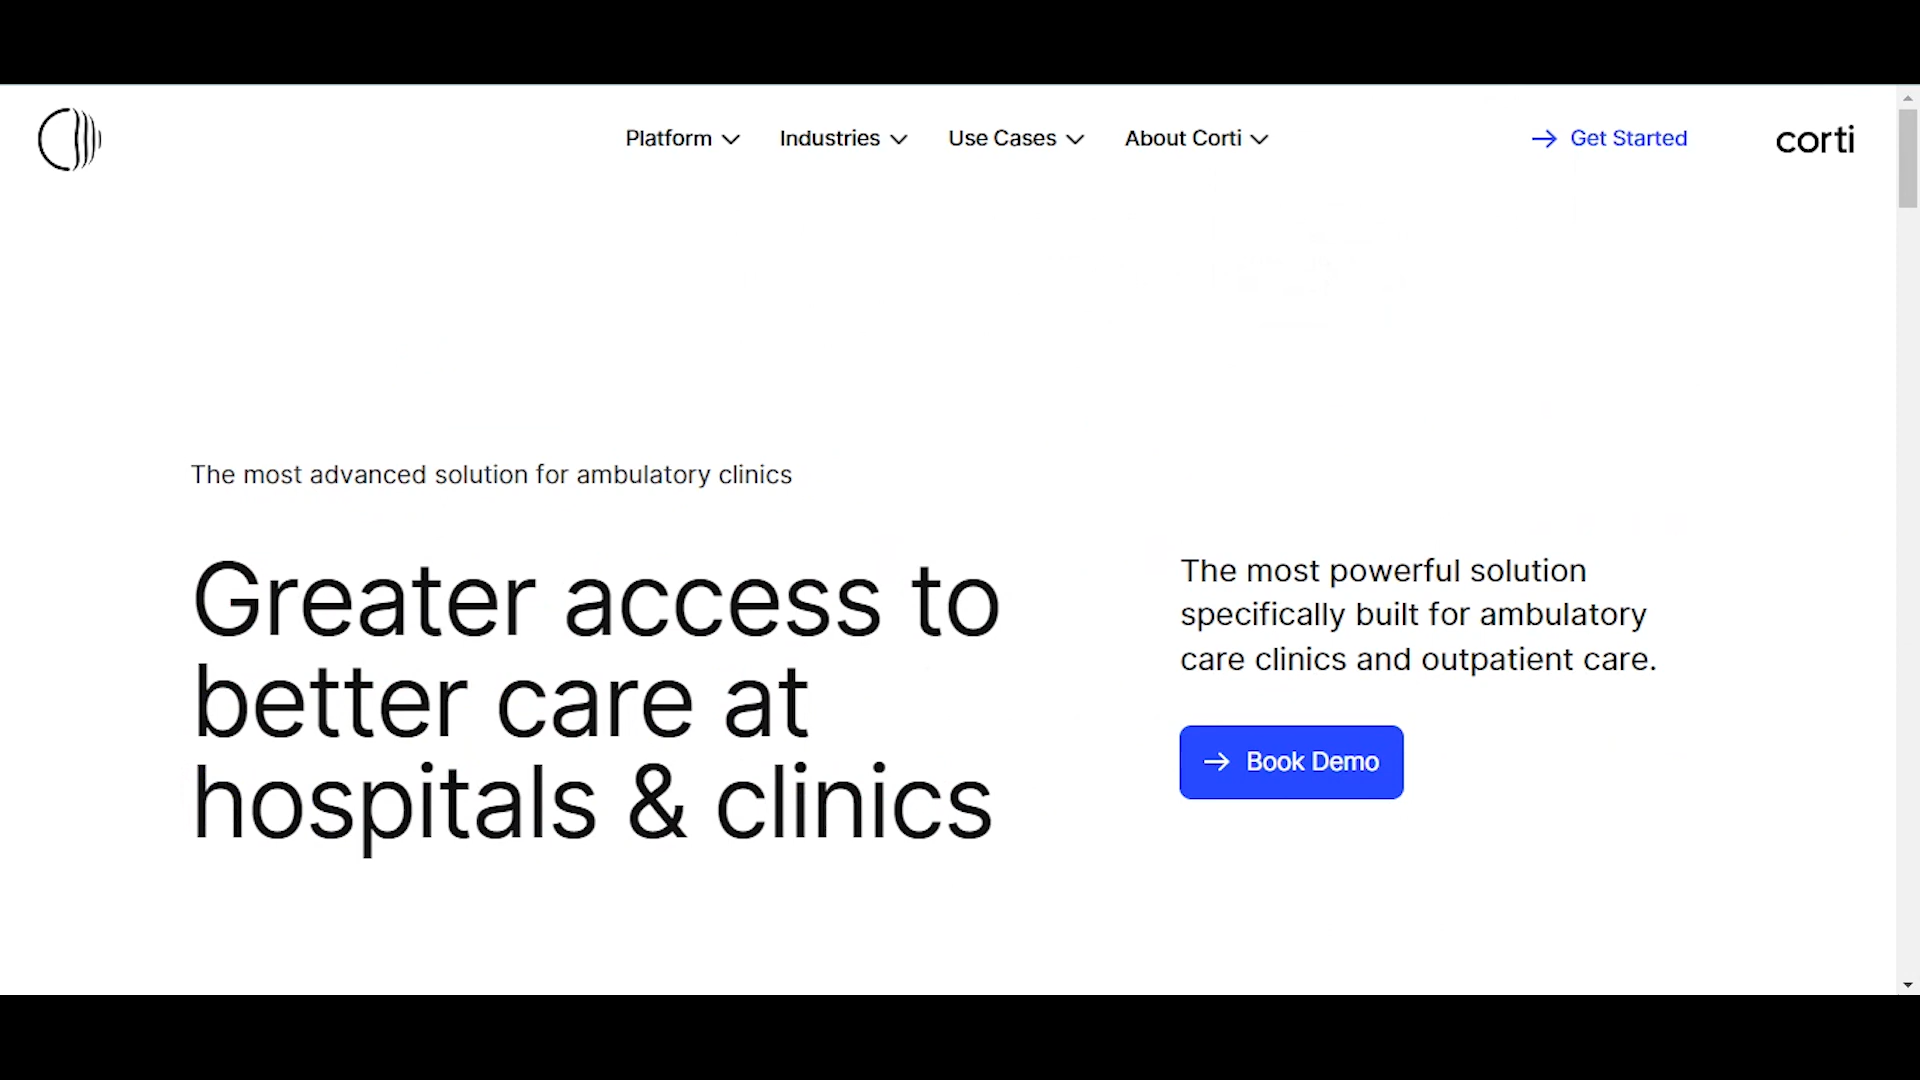 Platform
Industries
Use Cases
About Corti
Get Started
corti
The most advanced solution for ambulatory clinics
Greater access to
better care at
hospitals & clinics
The most powerful solution
specifically built for ambulatory
care clinics and outpatient care.
Book Demo